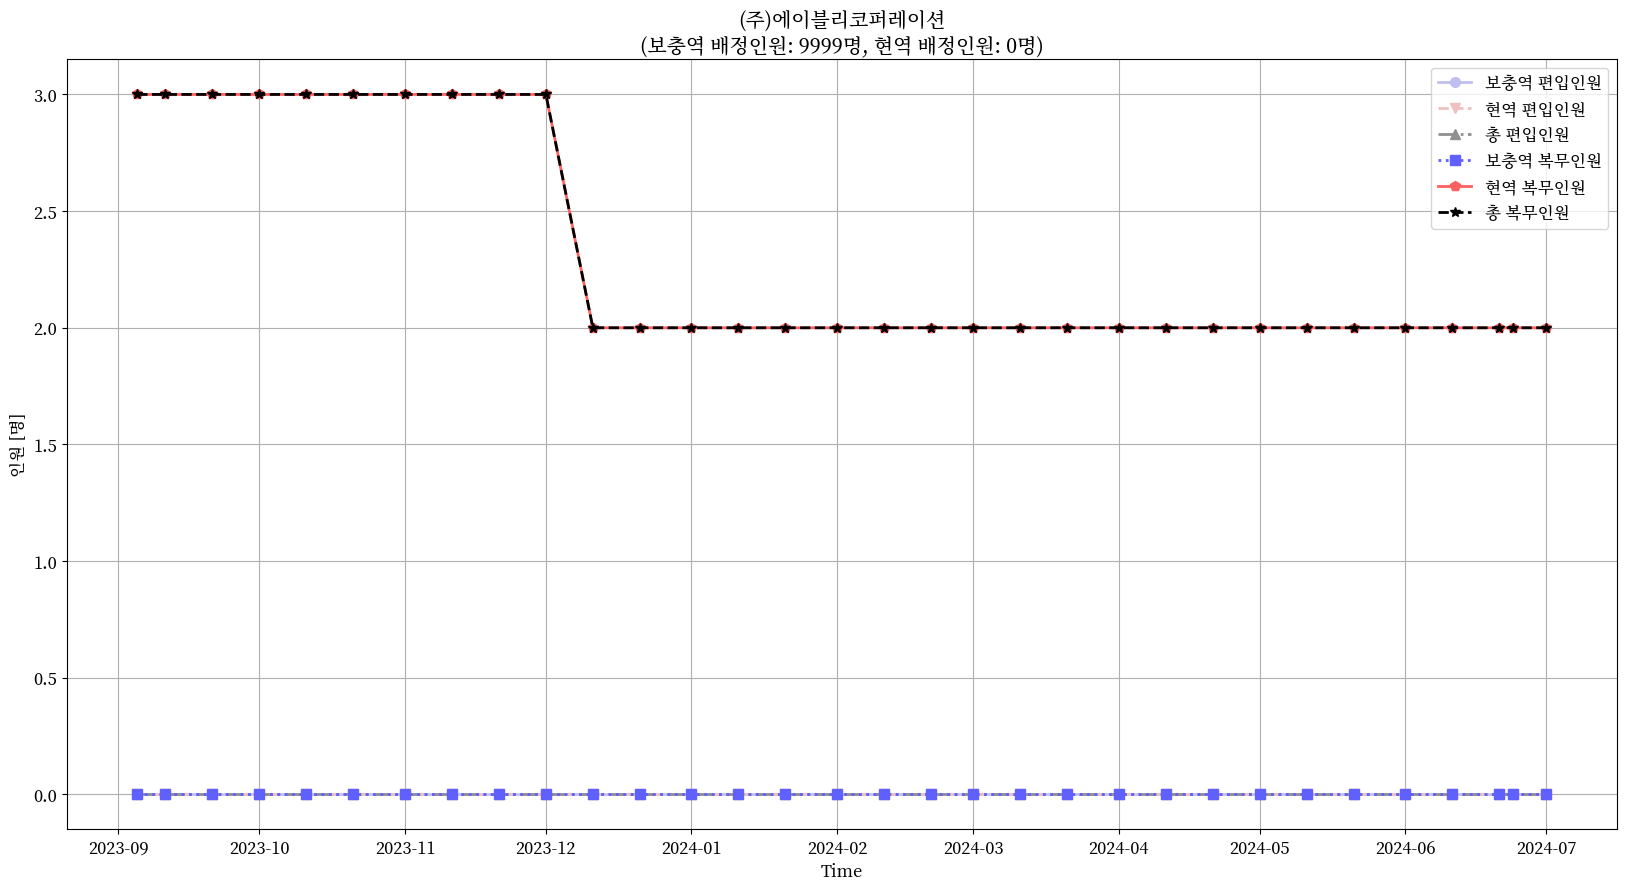 (주)에이블리코퍼레이션
(보충역 배정인원: 9999명, 현역 배정인원: 0명)
보충역 편입인원
현역 편입인원
총 편입인원
보충역 복무인원
현역 복무인원
총 복무인원
3.0
2.5
2.0
1.5
1.0
0.5
0.0
인원 [명]
2023-09 2023-10 2023-11 2023-12 2024-01 2024-02 2024-03 2024-04 2024-05 2024-06 2024-07
Time